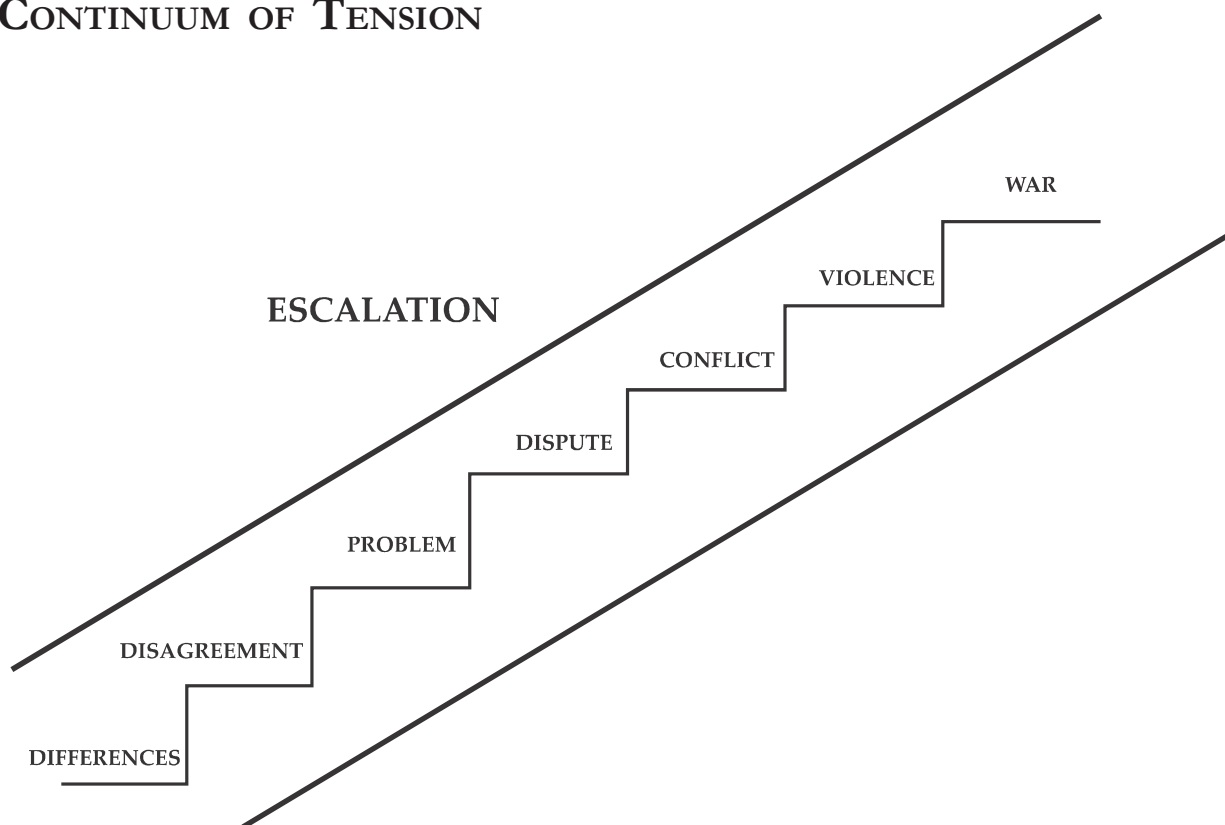 CONTINUUM OF TENSION
WAR
VIOLENCE
ESCALATION
CONFLICT
DISPUTE
PROBLEM
DISAGREEMENT
DIFFERENCES